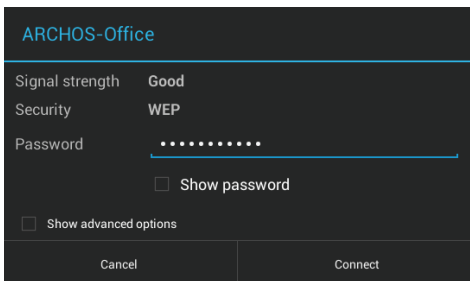 ARCHOS-Office
Signal strength Good
Security WEP
Password •••••••••••
Show password
Show advanced options
Cancel Connect